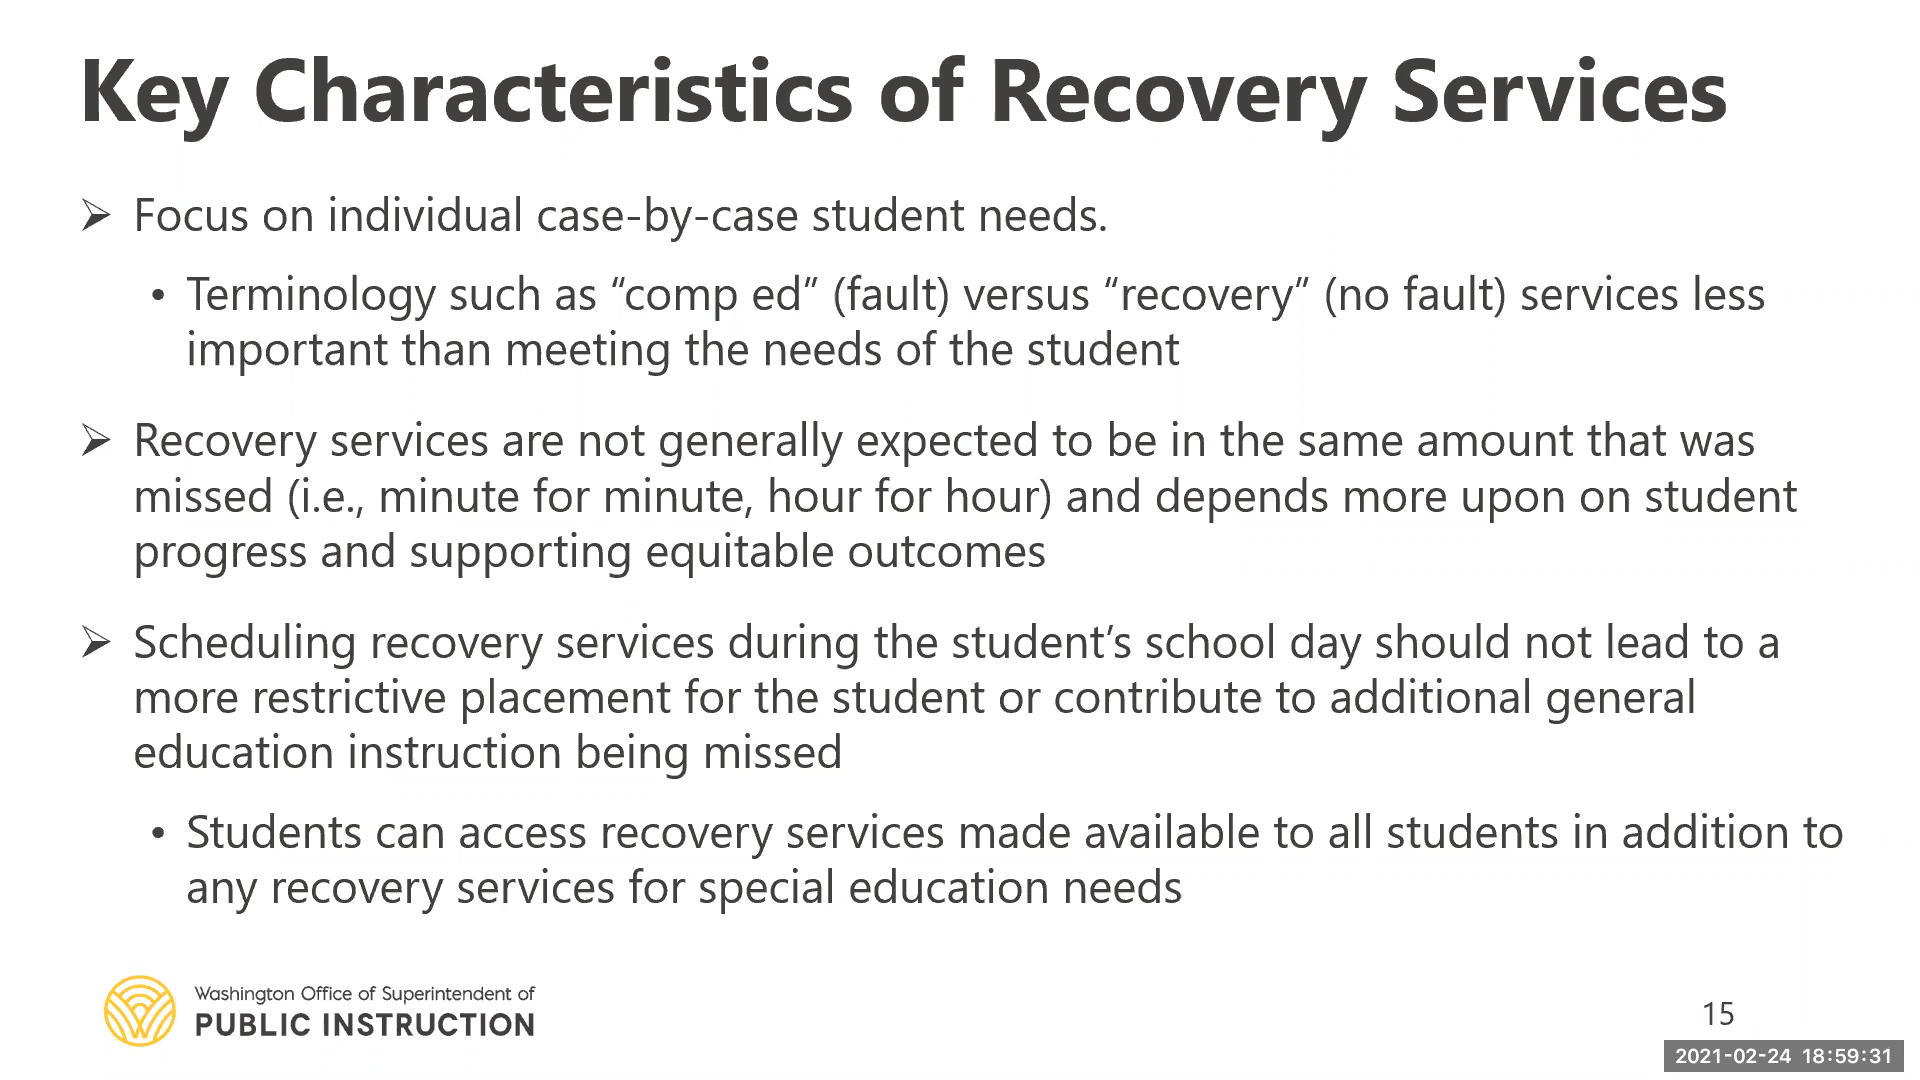 Key Characteristics of Recovery Services
➢ Focus on individual case-by-case student needs.
• Terminology such as “comp ed” (fault) versus “recovery” (no fault) services less
important than meeting the needs of the student
➢ Recovery services are not generally expected to be in the same amount that was
missed (i.e., minute for minute, hour for hour) and depends more upon on student
progress and supporting equitable outcomes
➢ Scheduling recovery services during the student’s school day should not lead to a
more restrictive placement for the student or contribute to additional general
education instruction being missed
• Students can access recovery services made available to all students in addition to
any recovery services for special education needs
Washington Office of Superintendent of
PUBLIC INSTRUCTION
15
2021-02-24 18:59:31